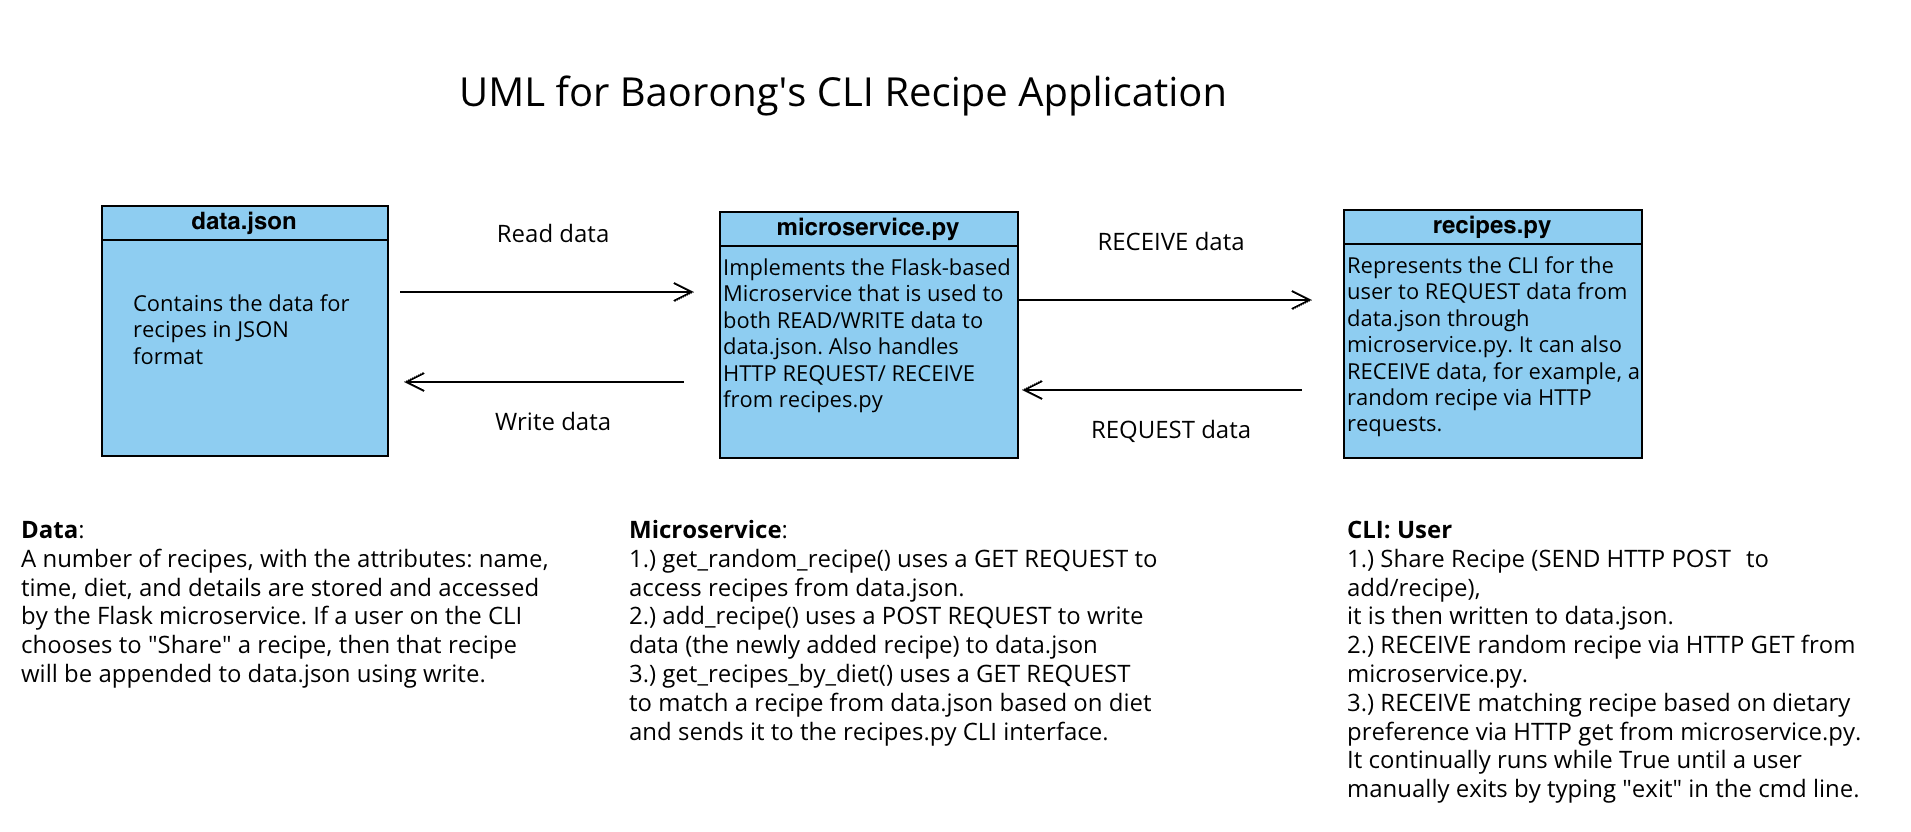 UML for Baorong's CLI Recipe Application
data.json
Contains the data for
recipes in JSON
format
Read data
Write data
microservice.py
Implements the Flask-based
Microservice that is used to
both READ/WRITE data to
data.json. Also handles
HTTP REQUEST/ RECEIVE
from recipes.py
RECEIVE data
REQUEST data
recipes.py
Represents the CLI for the
user to REQUEST data from
data.json through
microservice.py. It can also
RECEIVE data, for example, a
random recipe via HTTP
requests.
Data:
A number of recipes, with the attributes: name,
time, diet, and details are stored and accessed
by the Flask microservice. If a user on the CLI
chooses to "Share" a recipe, then that recipe
will be appended to data.json using write.
Microservice:
1.) get_random_recipe() uses a GET REQUEST to
access recipes from data.json.
2.) add_recipe() uses a POST REQUEST to write
data (the newly added recipe) to data.json
3.) get_recipes_by_diet() uses a GET REQUEST
to match a recipe from data.json based on diet
and sends it to the recipes.py CLI interface.
CLI: User
1.) Share Recipe (SEND HTTP POST  to
add/recipe),
it is then written to data.json.
2.) RECEIVE random recipe via HTTP GET from
microservice.py.
3.) RECEIVE matching recipe based on dietary
preference via HTTP get from microservice.py.
It continually runs while True until a user
manually exits by typing "exit" in the cmd line.